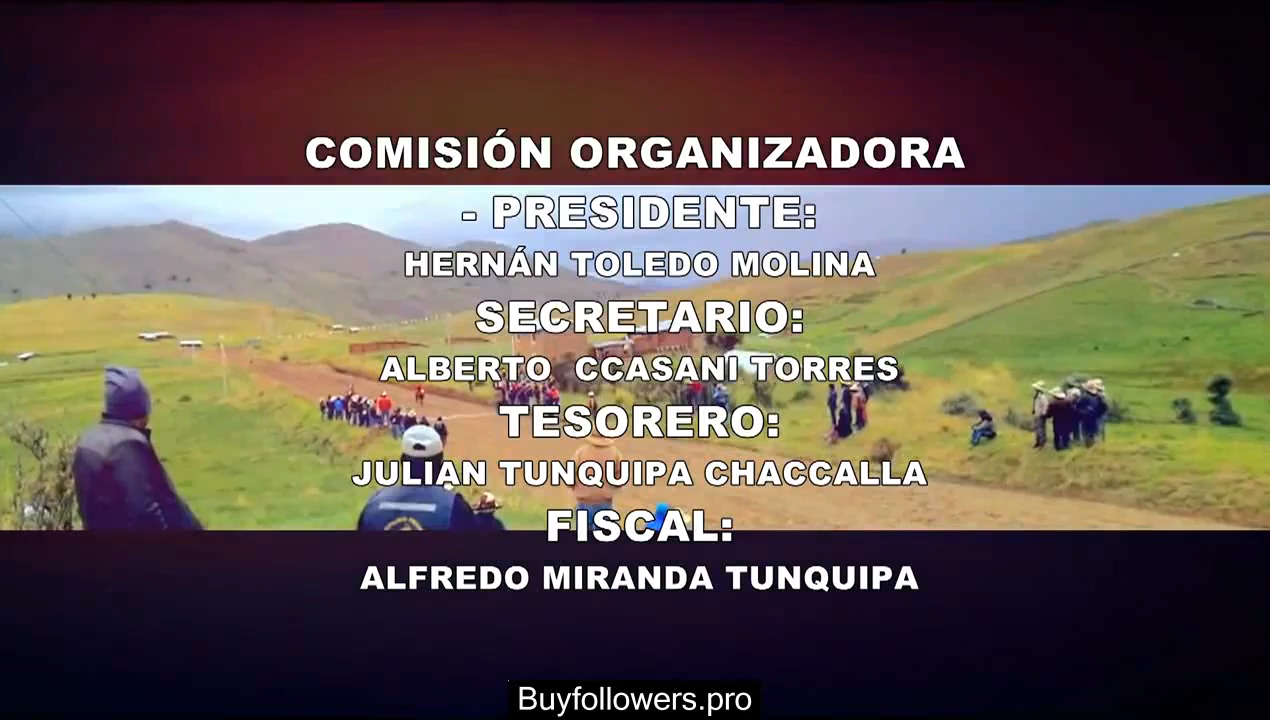 COMISIÓN ORGANIZADORA
- PRESIDENTE:
HERNÁN TOLEDO MOLINA
SECRETARIO:
ALBERTO CCASANI TORRES
TESORERO:
JULIAN TUNQUIPA CHACCALLA
FISCAL:
ALFREDO MIRANDA TUNQUIPA
Buyfollowers.pro